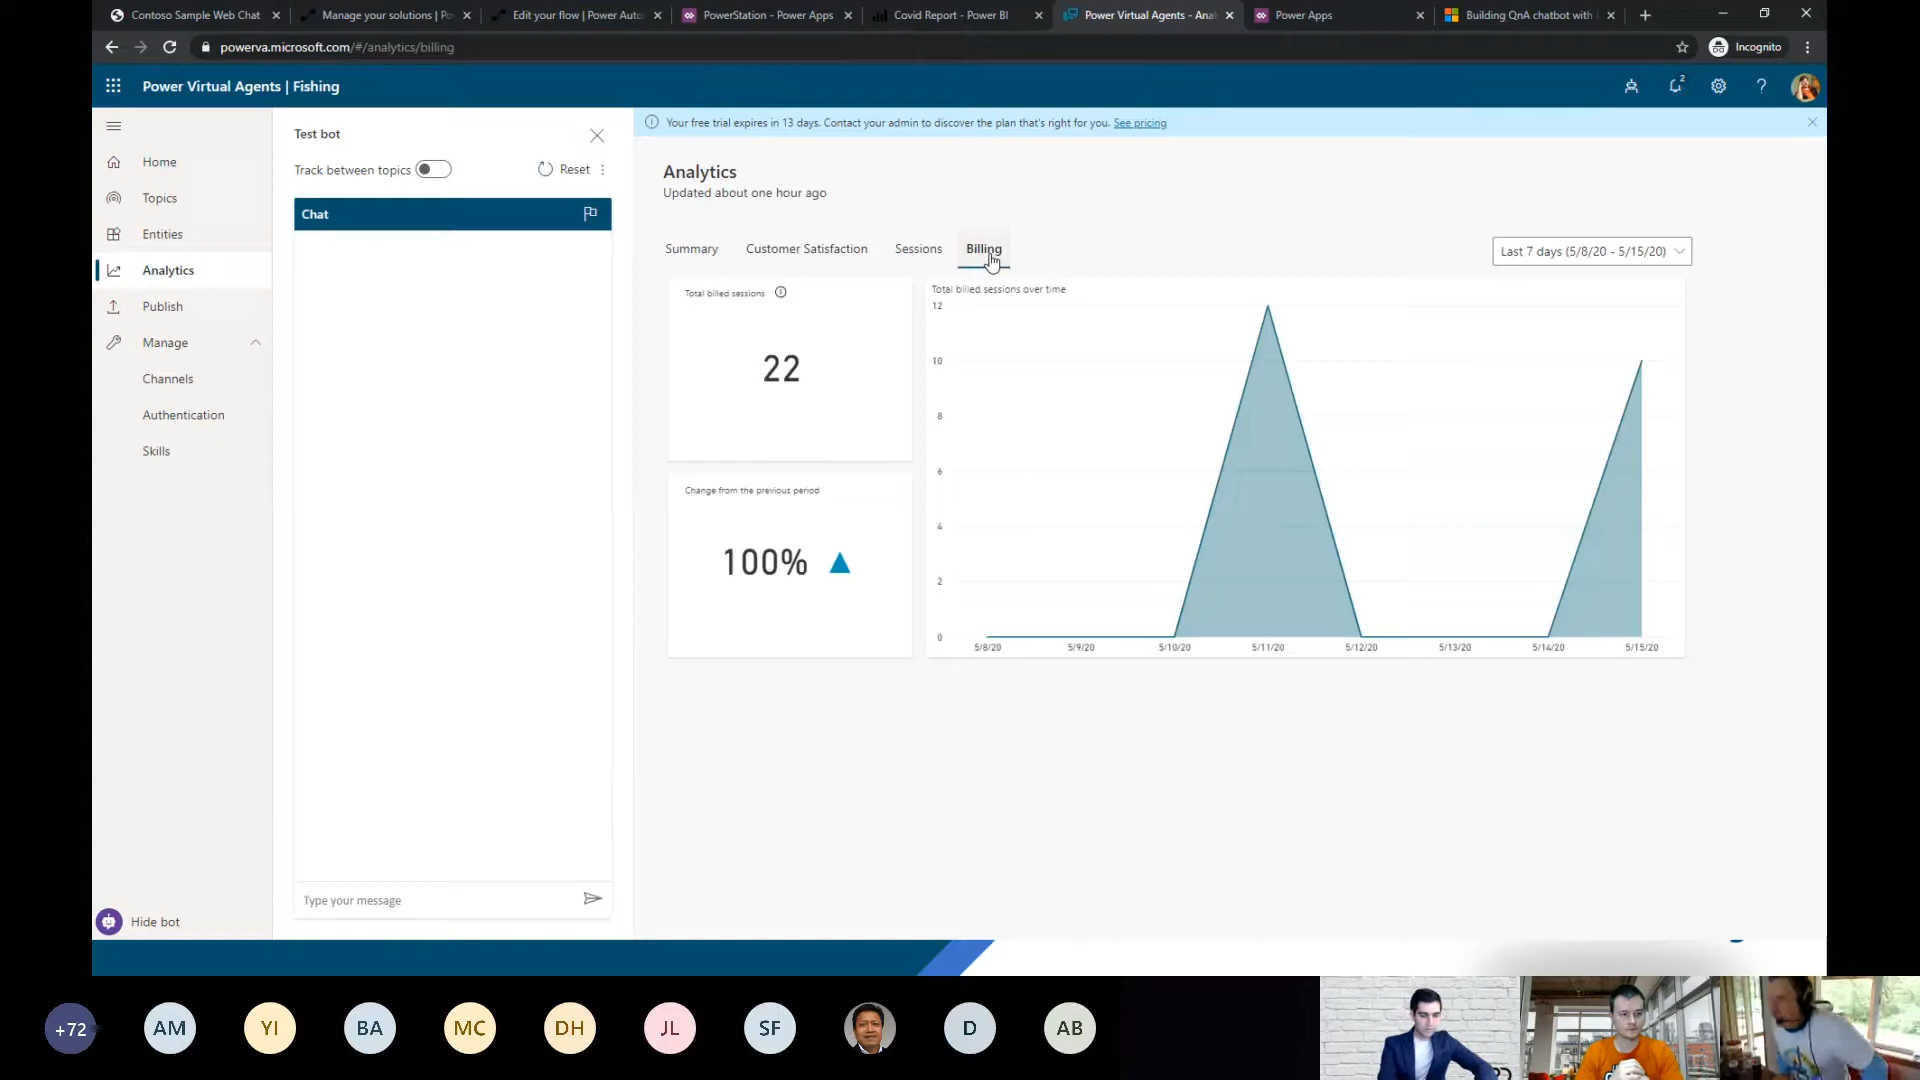 Contoso Sample Web Chat
Manage your solutions | Po
Edit your flow | Power Auto
PowerStation - Power Apps
Covid Report - Power BI
Power Virtual Agents - Anal
Power Apps
Building QnA chatbot with
powerva.microsoft.com/#/analytics/billing
Incognito
Power Virtual Agents | Fishing
2
Home
Topics
Entities
Analytics
Publish
Manage
Channels
Authentication
Skills
Hide bot
Test bot
Track between topics
Reset
Chat
Type your message
Your free trial expires in 13 days. Contact your admin to discover the plan that's right for you. See pricing
Analytics
Updated about one hour ago
Summary
Customer Satisfaction
Sessions
Billing
Last 7 days (5/8/20 - 5/15/20)
Total billed sessions
22
Change from the previous period
100%
Total billed sessions over time
12
10
8
6
4
2
0
5/8/20
5/9/20
5/10/20
5/11/20
5/12/20
5/13/20
5/14/20
5/15/20
+72
AM
YI
BA
MC
DH
JL
SF
D
AB